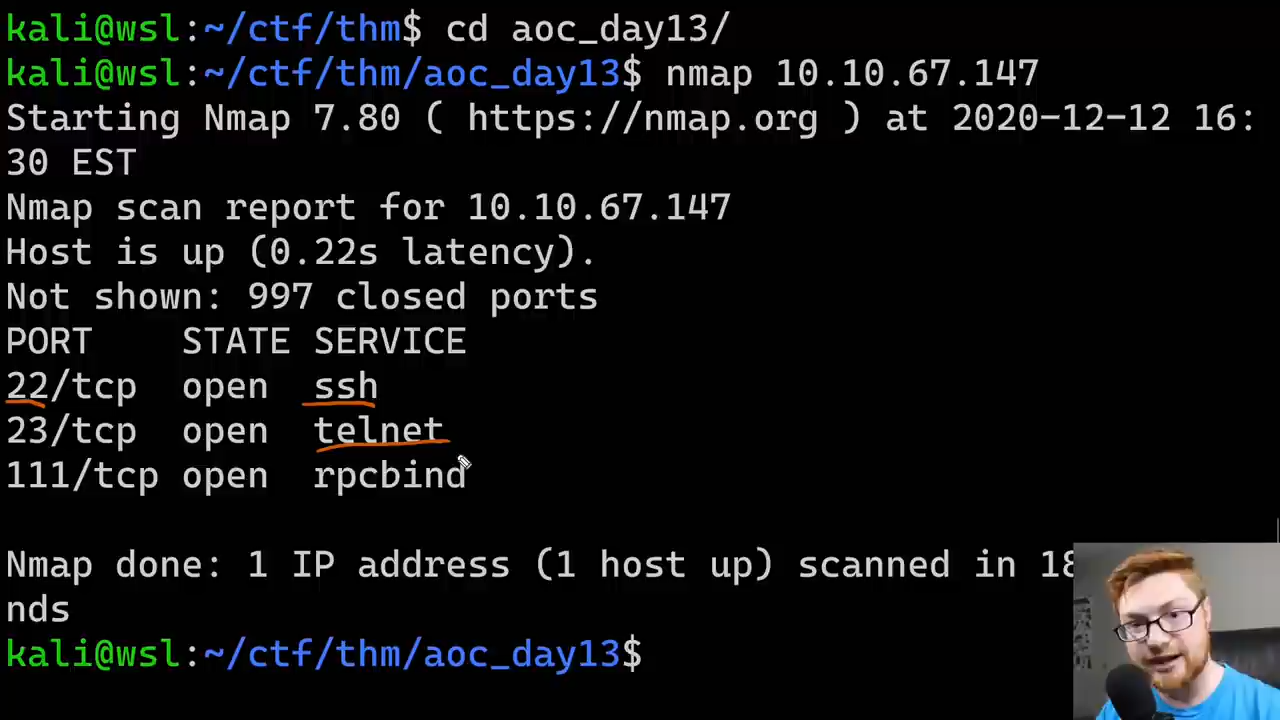 kali@wsl:~/ctf/thm$ cd aoc_day13/
kali@wsl:~/ctf/thm/aoc_day13$ nmap 10.10.67.147
Starting Nmap 7.80 ( https://nmap.org ) at 2020-12-12 16:
30 EST
Nmap scan report for 10.10.67.147
Host is up (0.22s latency).
Not shown: 997 closed ports
PORT    STATE SERVICE
22/tcp  open  ssh
23/tcp  open  telnet
111/tcp open  rpcbind
Nmap done: 1 IP address (1 host up) scanned in
nds
kali@wsl:~/ctf/thm/aoc_day13$